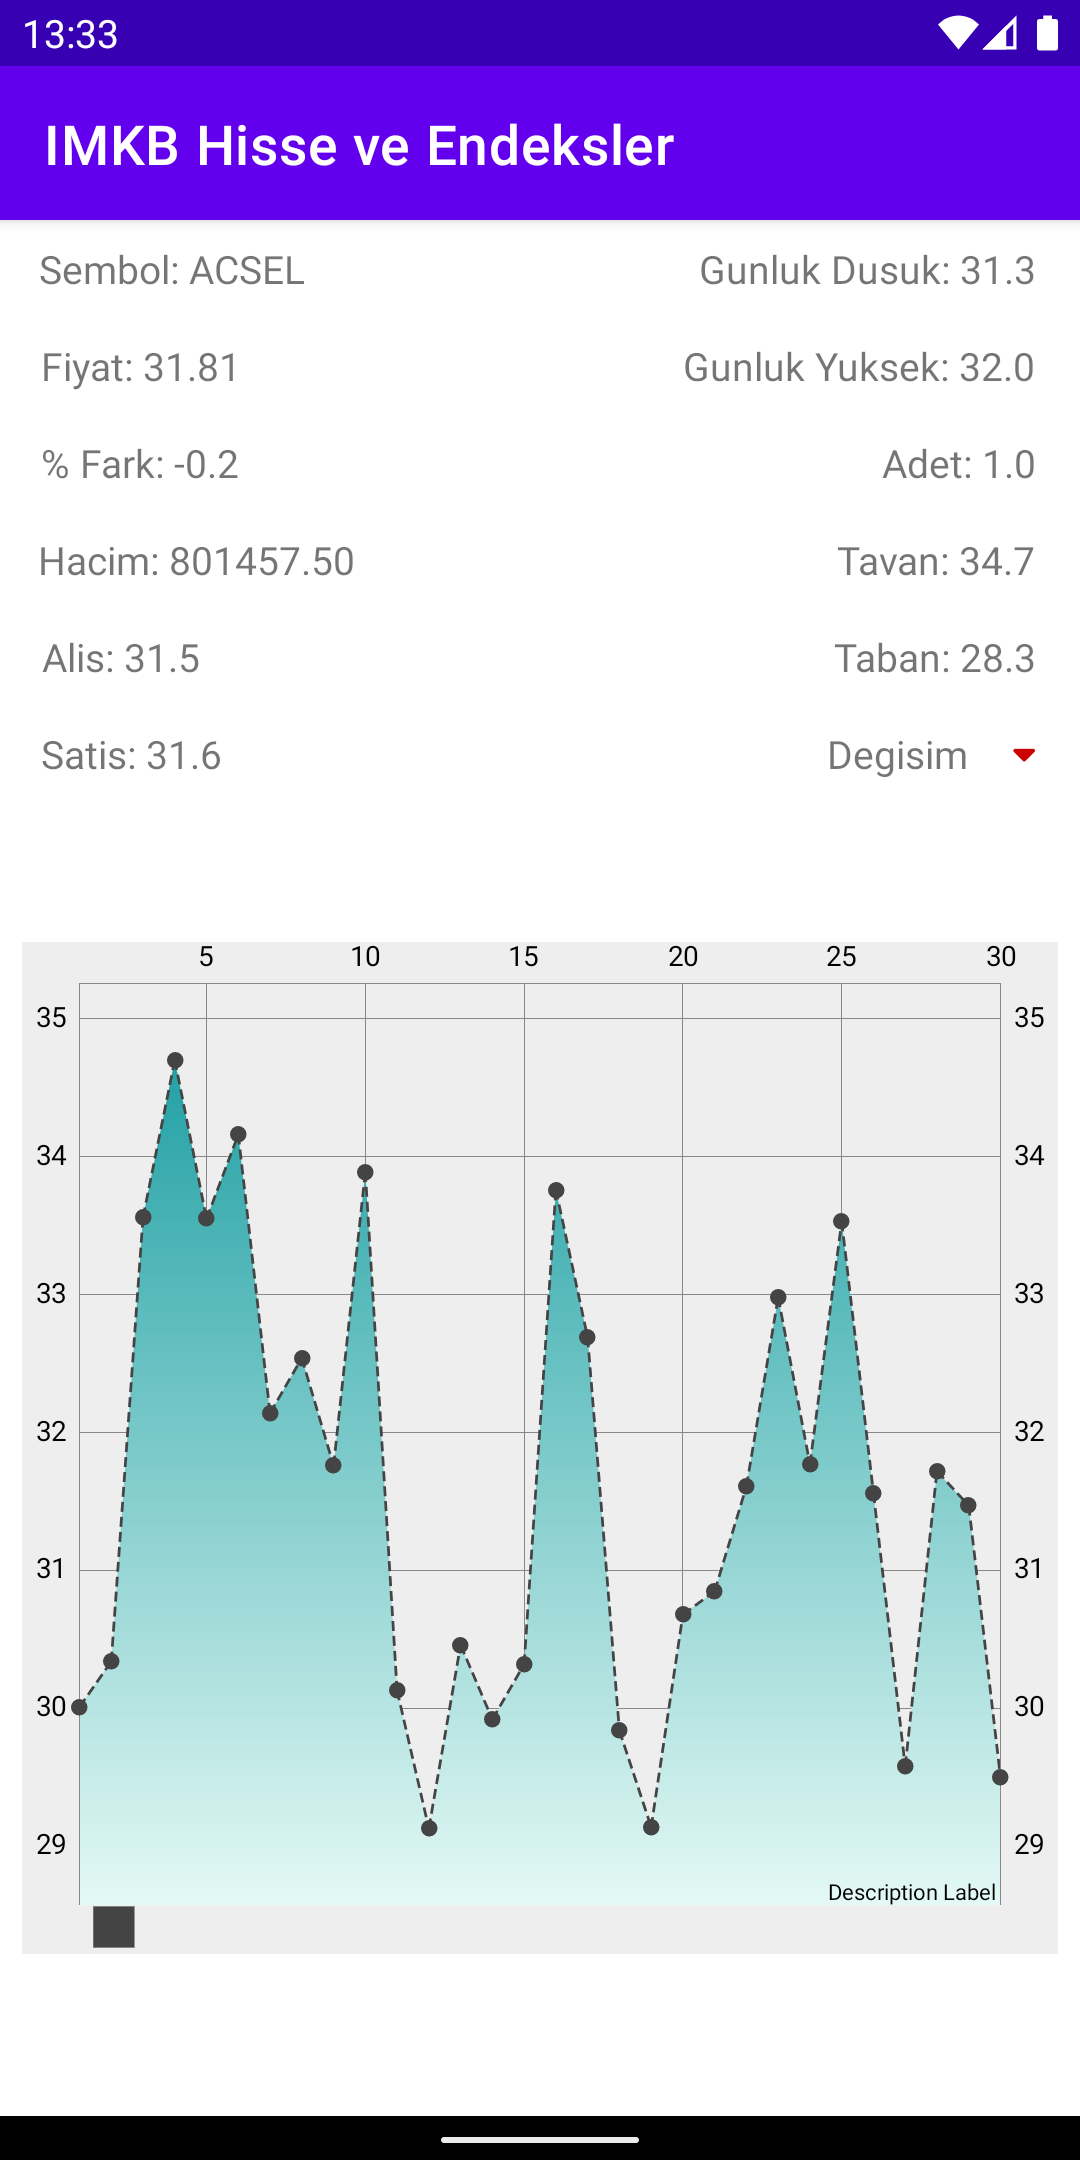 13:33
IMKB Hisse ve Endeksler
Sembol: ACSEL Gunluk Dusuk: 31.3
Fiyat: 31.81 Gunluk Yuksek: 32.0
% Fark: -0.2 Adet: 1.0
Hacim: 801457.50 Tavan: 34.7
Alis: 31.5 Taban: 28.3
Satis: 31.6 Degisim
5 10 15 20 25 30
35 35
34 34
33 33
32 32
31 31
30 30
29 29
Description Label